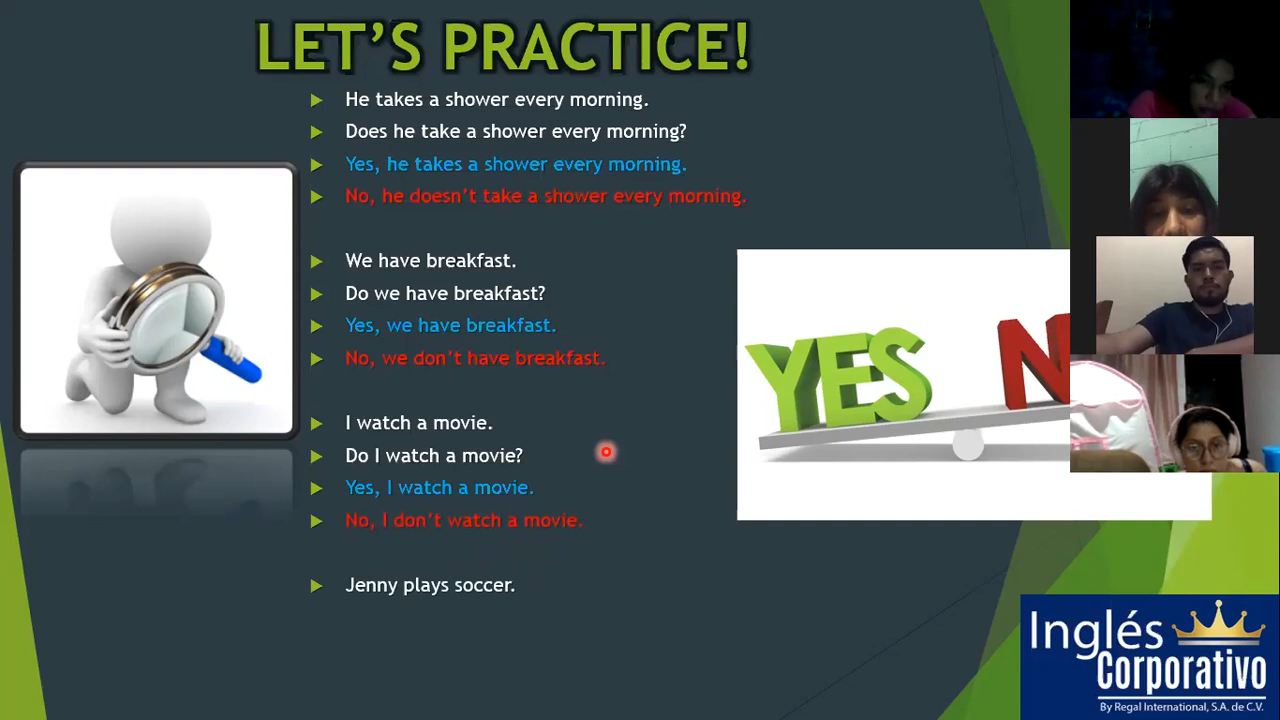 LET'S PRACTICE!
He takes a shower every morning.
Does he take a shower every morning?
Yes, he takes a shower every morning.
No, he doesn't take a shower every morning.
We have breakfast.
Do we have breakfast?
Yes, we have breakfast.
No, we don't have breakfast.
I watch a movie.
Do I watch a movie?
Yes, I watch a movie.
No, I don't watch a movie.
Jenny plays soccer.
YES
Inglés
Corporativo
By Regal International, S.A. de C.V.